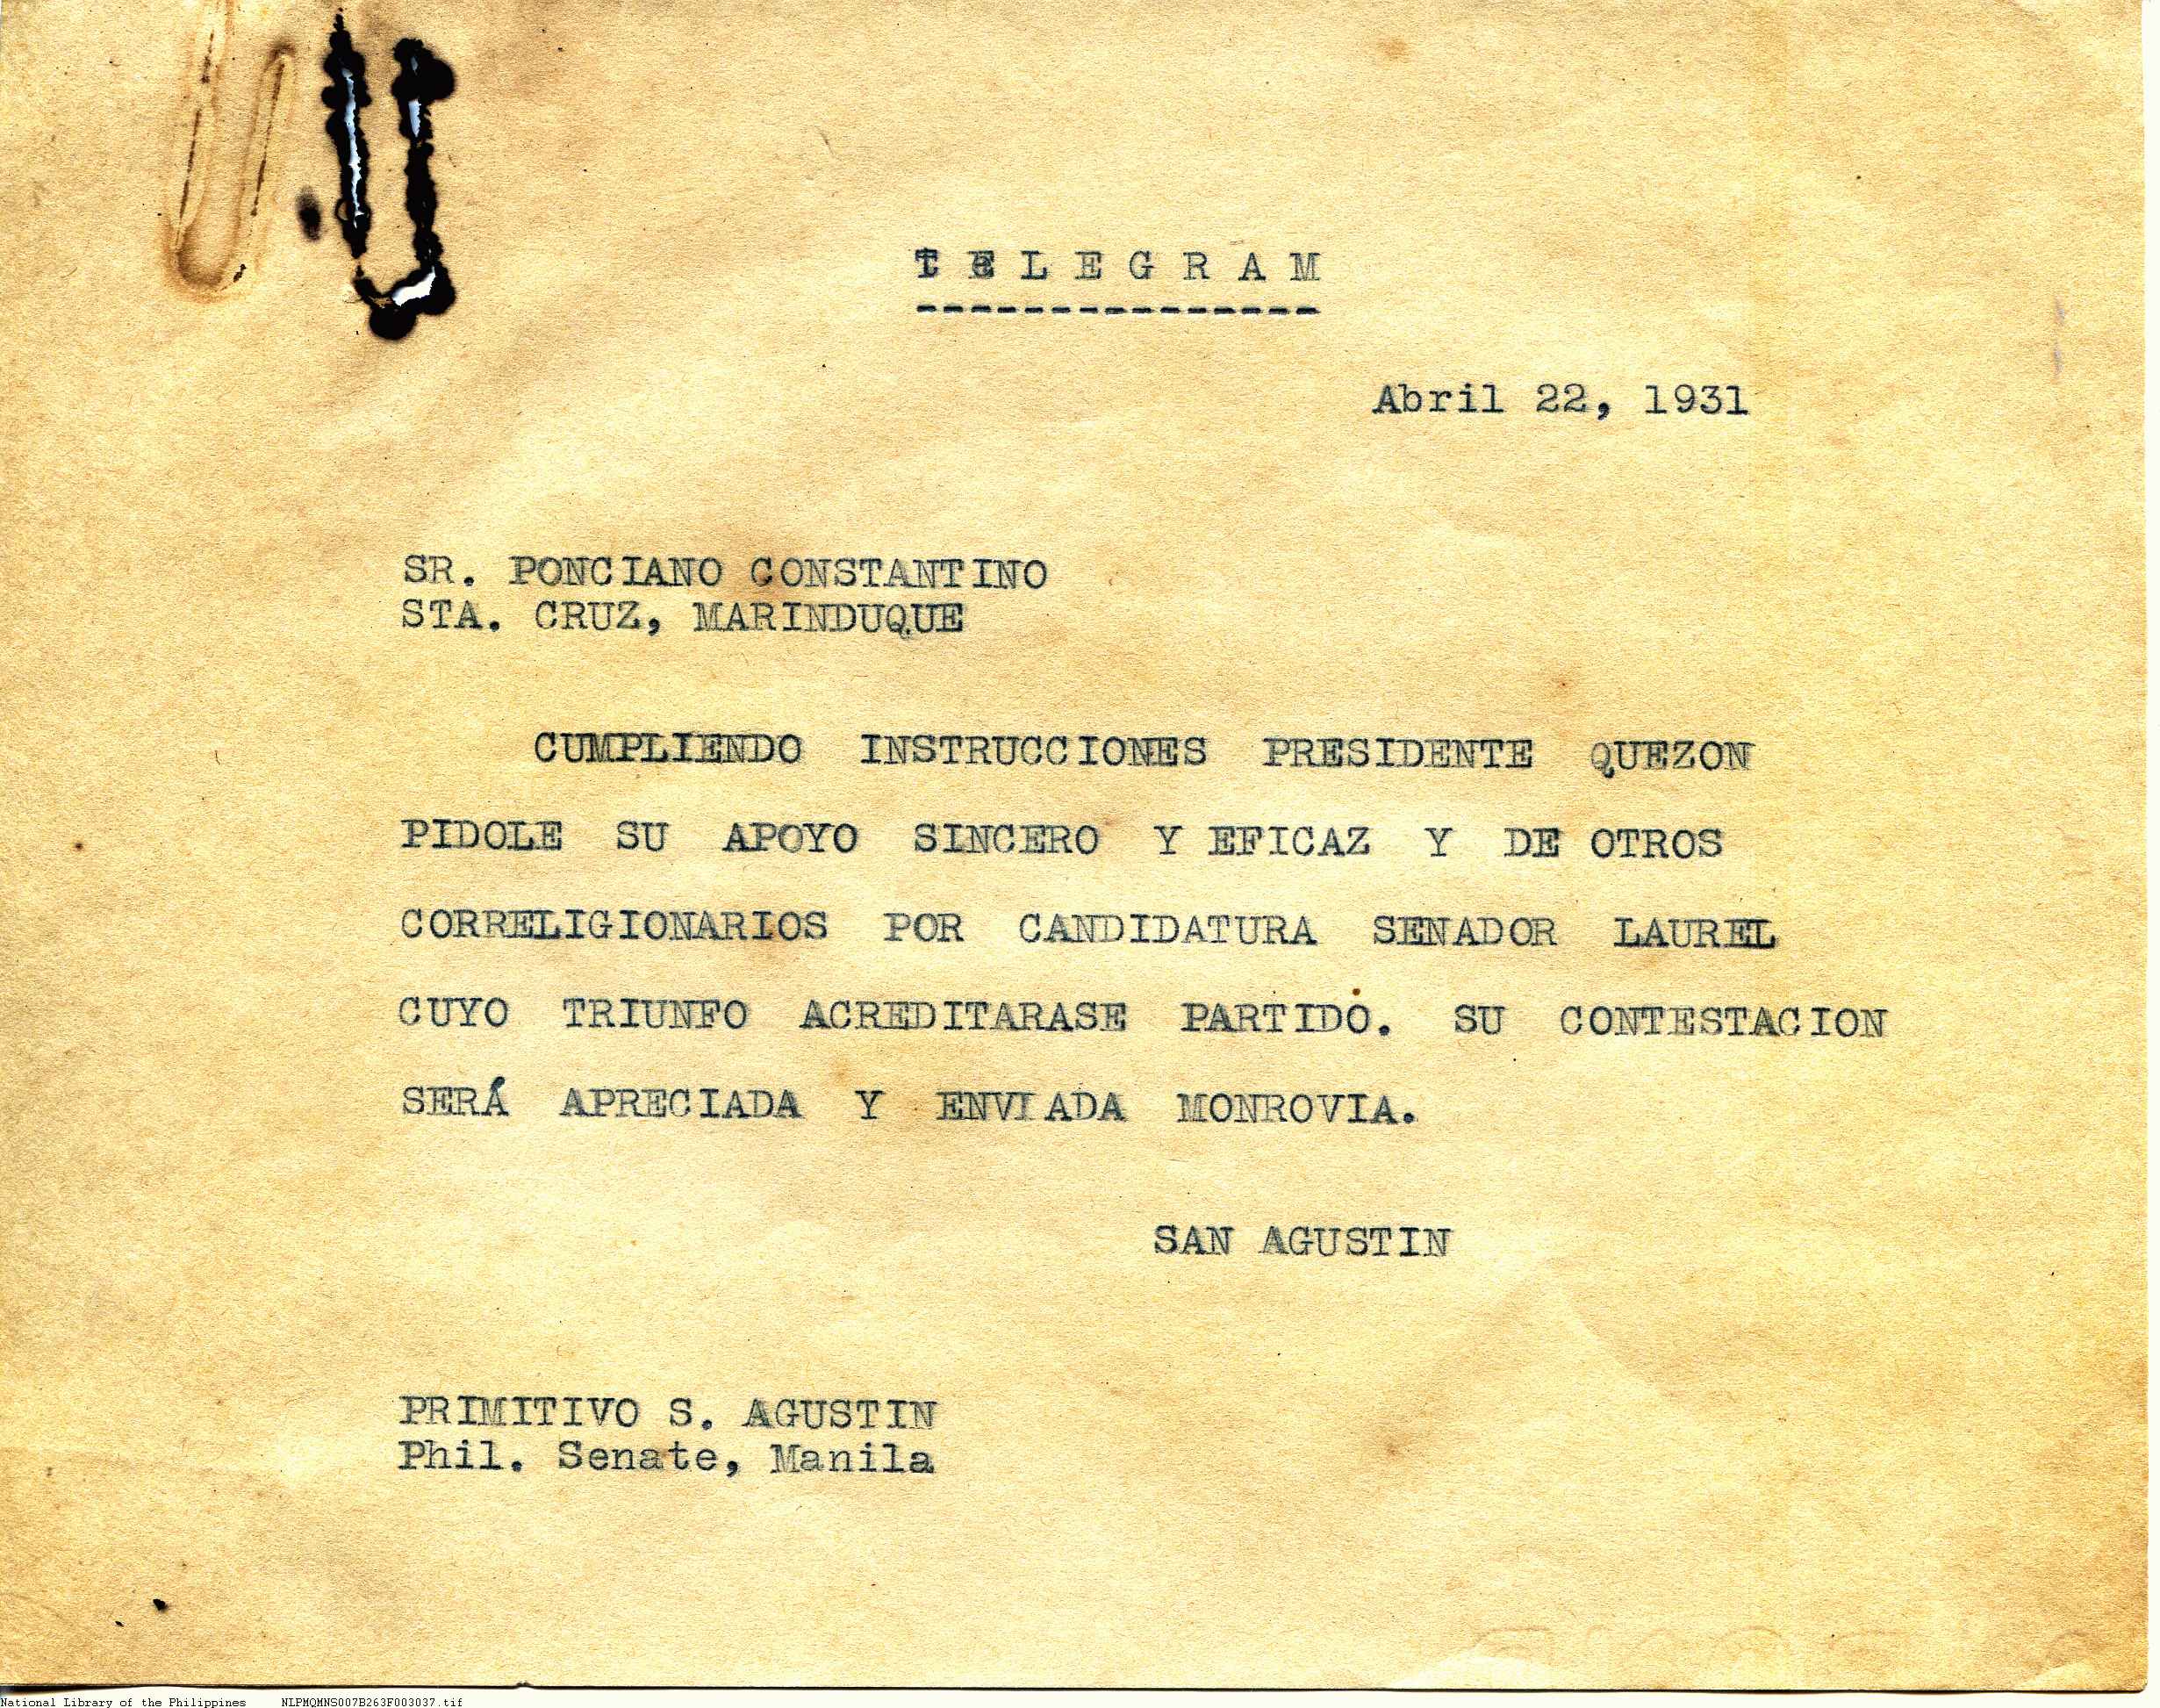 TELEGRAM
---------------
Abril 22, 1931
SR. PONCIANO CONSTANTINO
STA. CRUZ, MARINDUQUE
CUMPLIENDO INSTRUCCIONES PRESIDENTE QUEZON
PIDOLE SU APOYO SINCERO Y EFICAZ Y DE OTROS
CORRELIGIONARIOS POR CANDIDATURA SENADOR LAUREL
CUYO TRIUNFO ACREDITARASE PARTIDO. SU CONTESTACION
SERÁ APRECIADA Y ENVIADA MONROVIA.
SAN AGUSTIN
PRIMITIVO S. AGUSTIN
Phil. Senate, Manila
National Library of the Philippines NLPMQMNS007B263F003037.tif